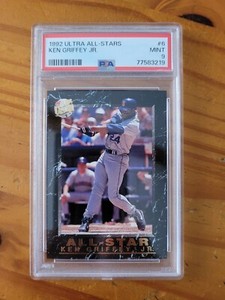 1992 ULTRA ALL-STARS #6
KEN GRIFFEY JR. MINT
9
PSA 77583219
ALL-STAR
KEN GRIFFEY JR.